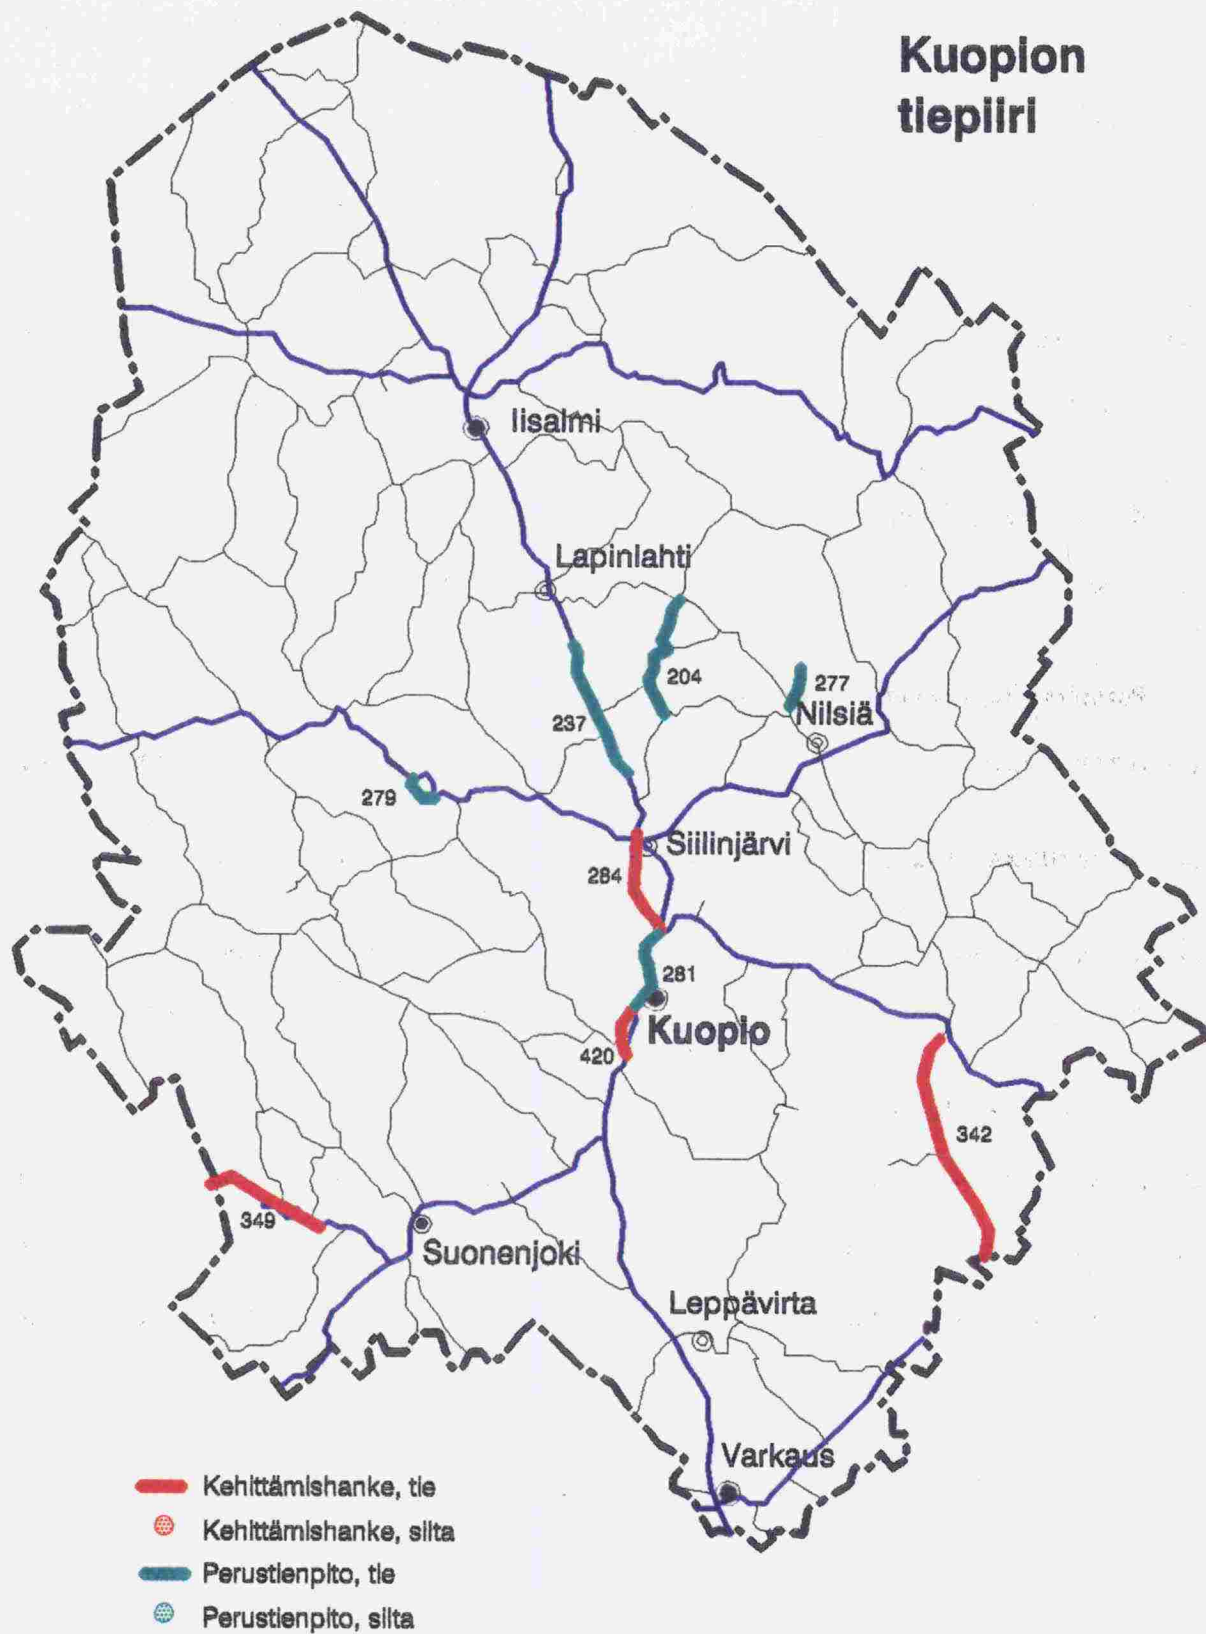 Kuopion
tiepiiri
Iisalmi
Lapinlahti
204
277
Nilsiä
237
279
Siilinjärvi
284
281
Kuopio
420
342
349
Suonenjoki
Leppävirta
Varkaus
Kehittämishanke, tie
Kehittämishanke, silta
Perustienpito, tie
Perustienpito, silta